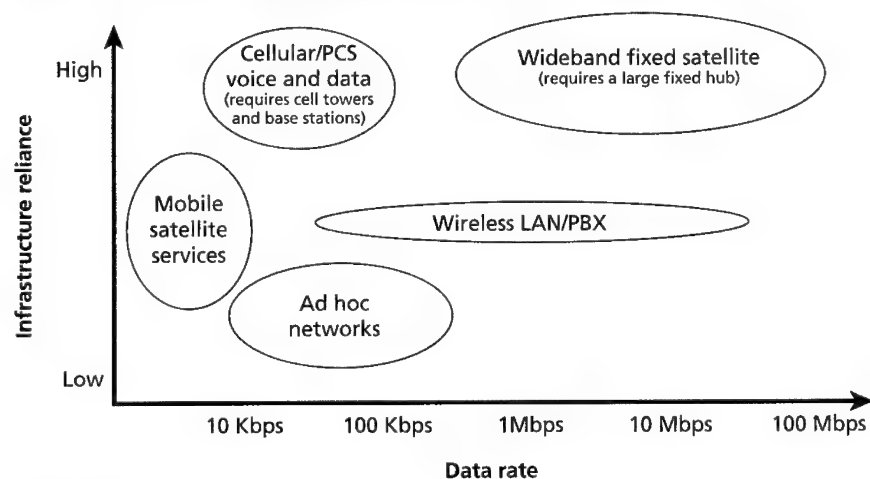 Infrastructure reliance
High
Low
Cellular/PCS
voice and data
(requires cell towers
and base stations)
Wideband fixed satellite
(requires a large fixed hub)
Mobile
satellite
services
Wireless LAN/PBX
Ad hoc
networks
10 Kbps
100 Kbps
1Mbps
10 Mbps
100 Mbps
Data rate